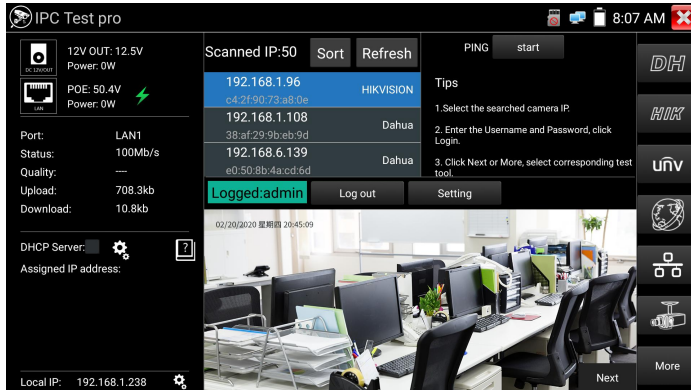 IPC Test pro
8:07 AM
12V OUT: 12.5V
Power: 0W
DC 12V/OUT
POE: 50.4V
Power: 0W
LAN
Port: LAN1
Status: 100Mb/s
Quality: ----
Upload: 708.3kb
Download: 10.8kb
DHCP Server:
?
Assigned IP address:
Local IP: 192.168.1.238
Scanned IP:50
Sort
Refresh
192.168.1.96
c4:2f:90:73:a8:0e
HIKVISION
192.168.1.108
38:af:29:9b:eb:9d
Dahua
192.168.6.139
e0:50:8b:4a:cd:6d
Dahua
PING
start
Tips
1.Select the searched camera IP.
2. Enter the Username and Password, click
Login.
3. Click Next or More, select corresponding test
tool.
Logged:admin
Log out
Setting
02/20/2020 星期四 20:45:09
Next
DH
HIK
UNV
More